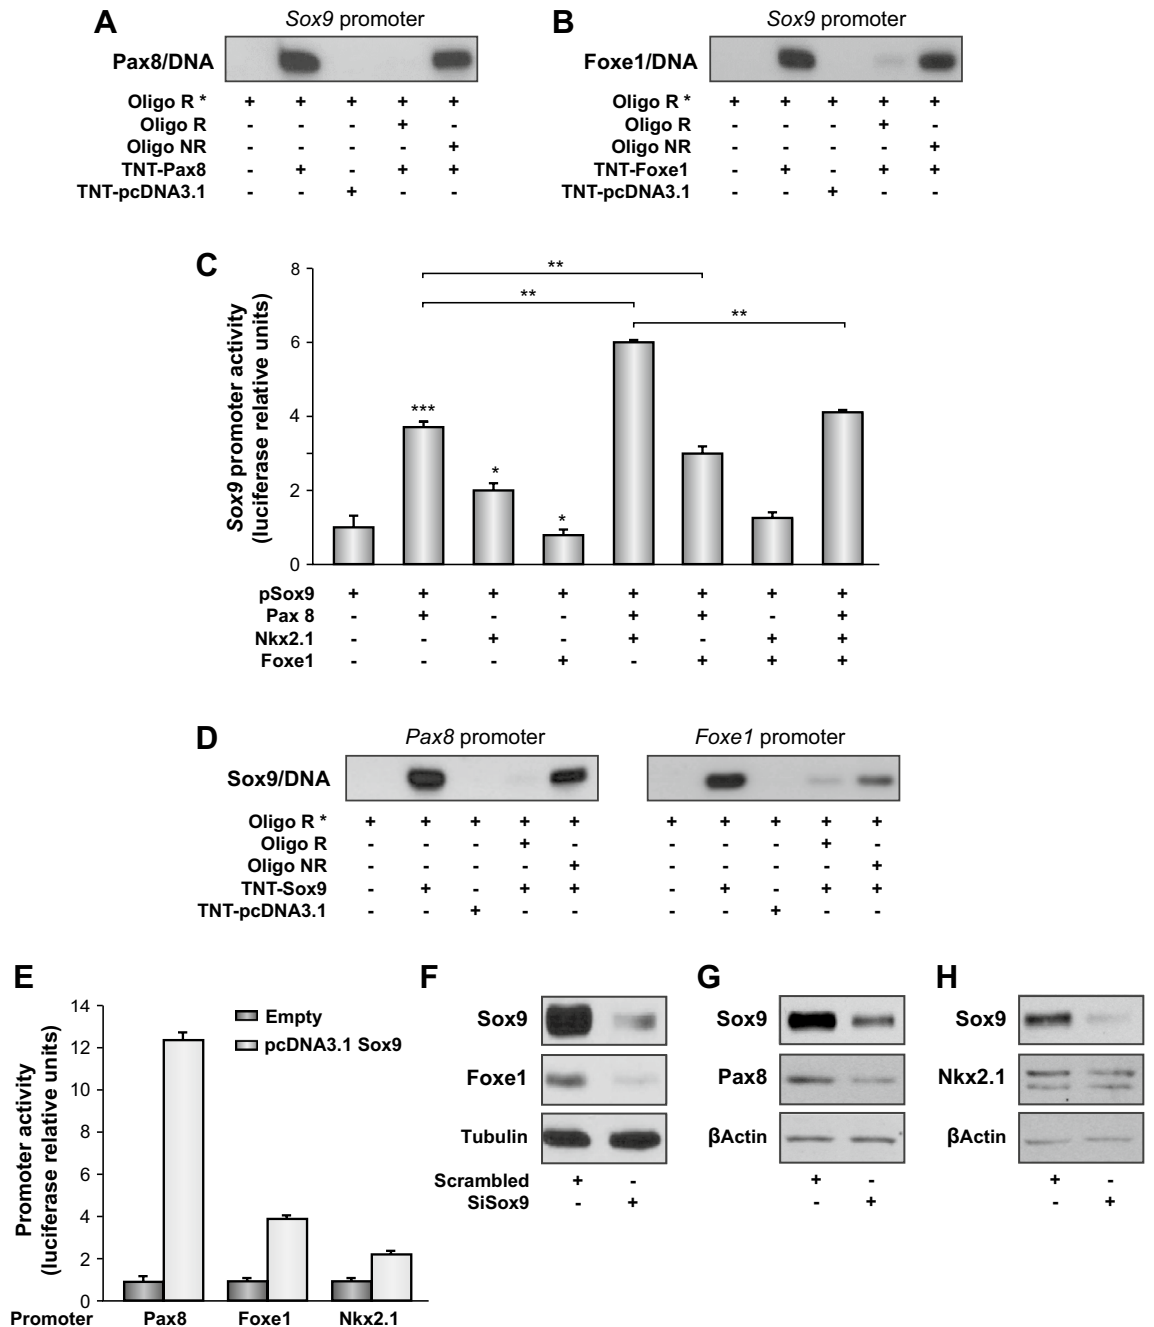 A
Sox9 promoter
Pax8/DNA
Oligo R * + + + + +
Oligo R - - - + -
Oligo NR - - - - +
TNT-Pax8 - + - + +
TNT-pcDNA3.1 - - + - -
B
Sox9 promoter
Foxe1/DNA
Oligo R * + + + + +
Oligo R - - - + -
Oligo NR - - - - +
TNT-Foxe1 - + - + +
TNT-pcDNA3.1 - - + - -
C
Sox9 promoter activity
(luciferase relative units)
8
6
4
2
0
**
**
**
***
*
*
pSox9 + + + + + + + +
Pax 8 - + - - + + - +
Nkx2.1 - - + - + - + +
Foxe1 - - - + - + + +
D
Pax8 promoter
Foxe1 promoter
Sox9/DNA
Oligo R * + + + + + + + + + +
Oligo R - - - + - - - - + -
Oligo NR - - - - + - - - - +
TNT-Sox9 - + - + + - + - + +
TNT-pcDNA3.1 - - + - - - - + - -
E
Promoter activity
(luciferase relative units)
14
12
10
8
6
4
2
0
Empty
pcDNA3.1 Sox9
Promoter Pax8 Foxe1 Nkx2.1
F
Sox9
Foxe1
Tubulin
Scrambled + -
SiSox9 - +
G
Sox9
Pax8
βActin
+ -
- +
H
Sox9
Nkx2.1
βActin
+ -
- +